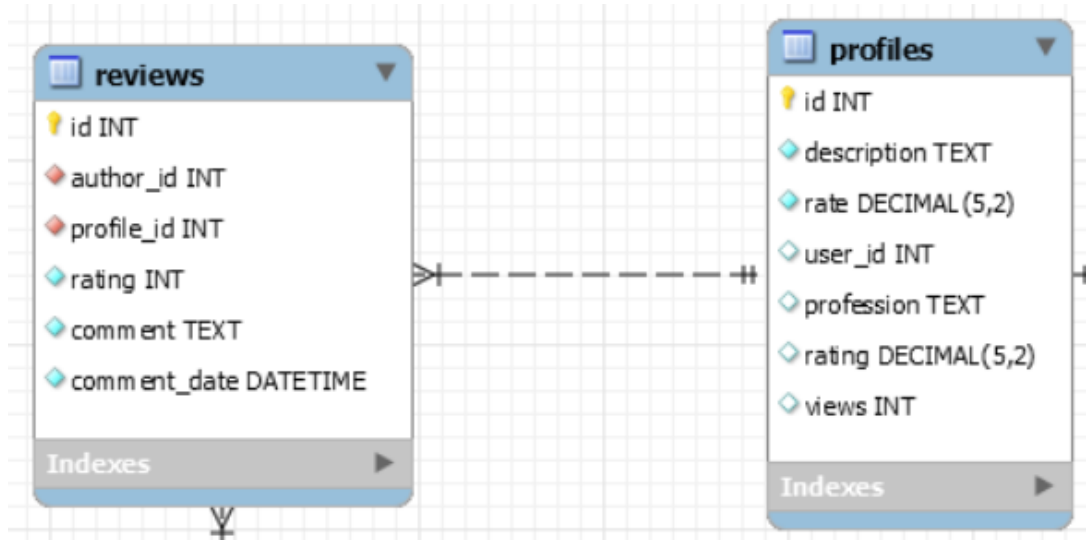 reviews
id INT
author_id INT
profile_id INT
rating INT
comment TEXT
comment_date DATETIME
Indexes
profiles
id INT
description TEXT
rate DECIMAL(5,2)
user_id INT
profession TEXT
rating DECIMAL(5,2)
views INT
Indexes